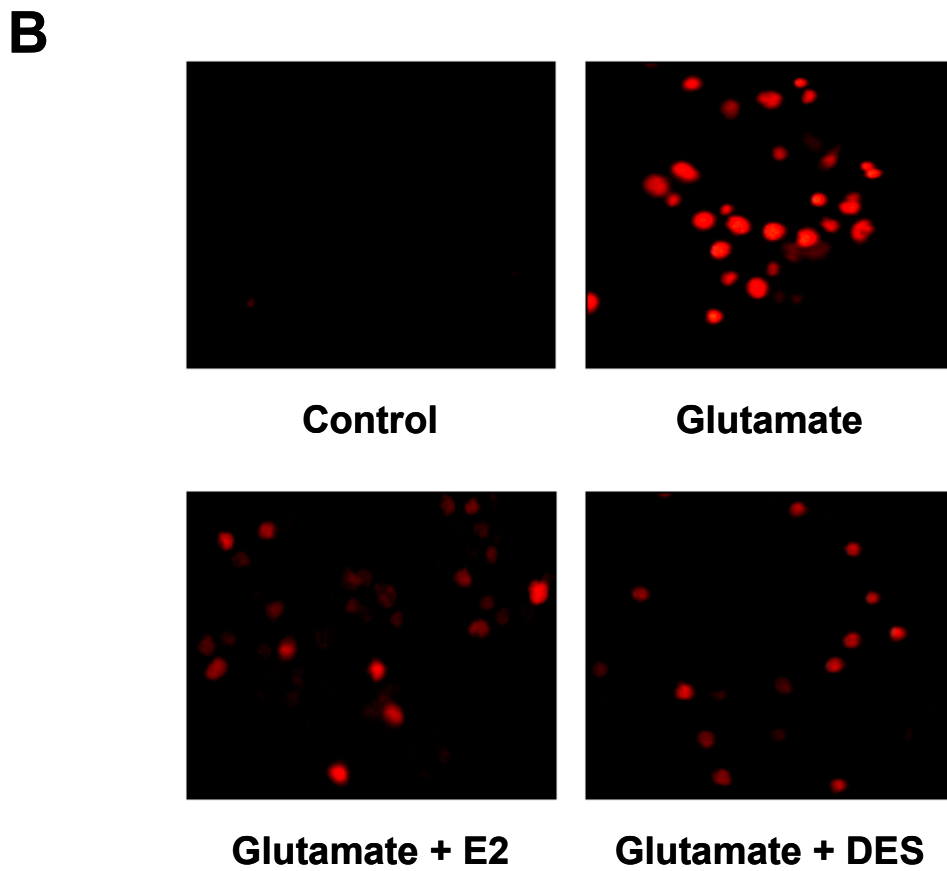 B
Control
Glutamate
Glutamate + E2
Glutamate + DES